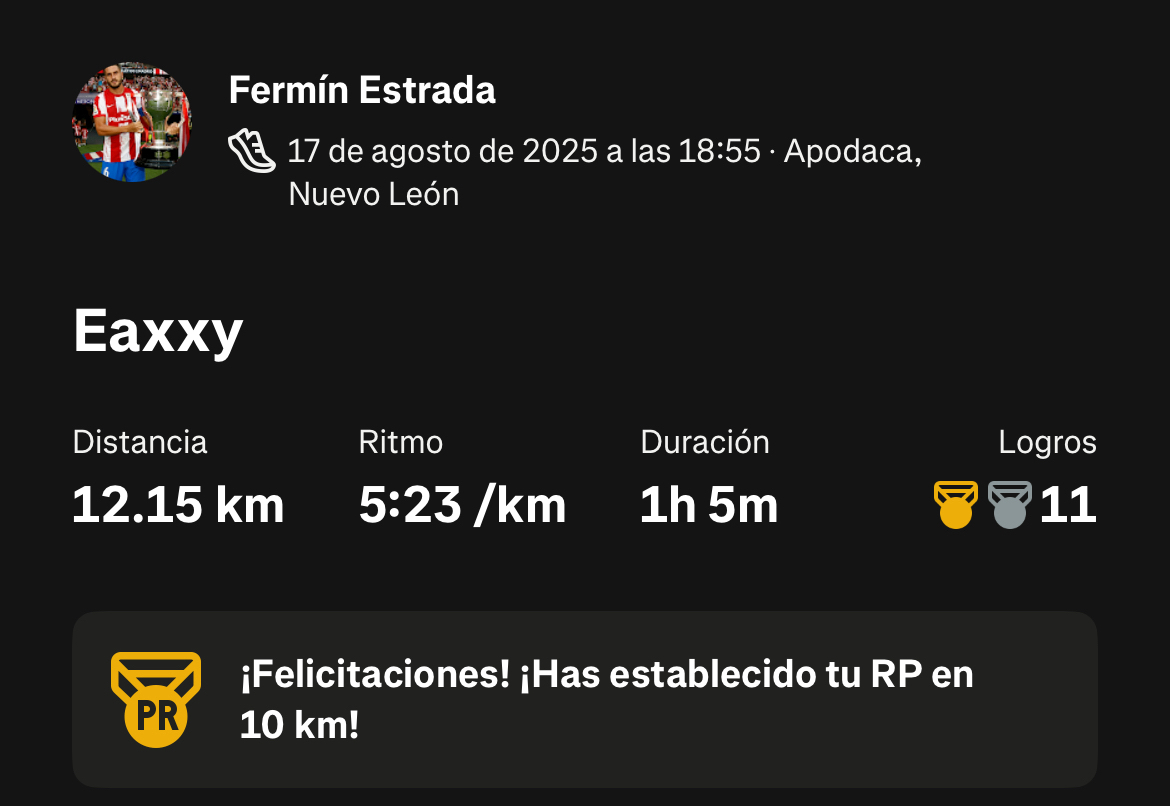 Fermín Estrada
17 de agosto de 2025 a las 18:55 · Apodaca,
Nuevo León
Eaxxy
Distancia
Ritmo
Duración
Logros
12.15 km
5:23 /km
1h 5m
11
PR
¡Felicitaciones! ¡Has establecido tu RP en
10 km!